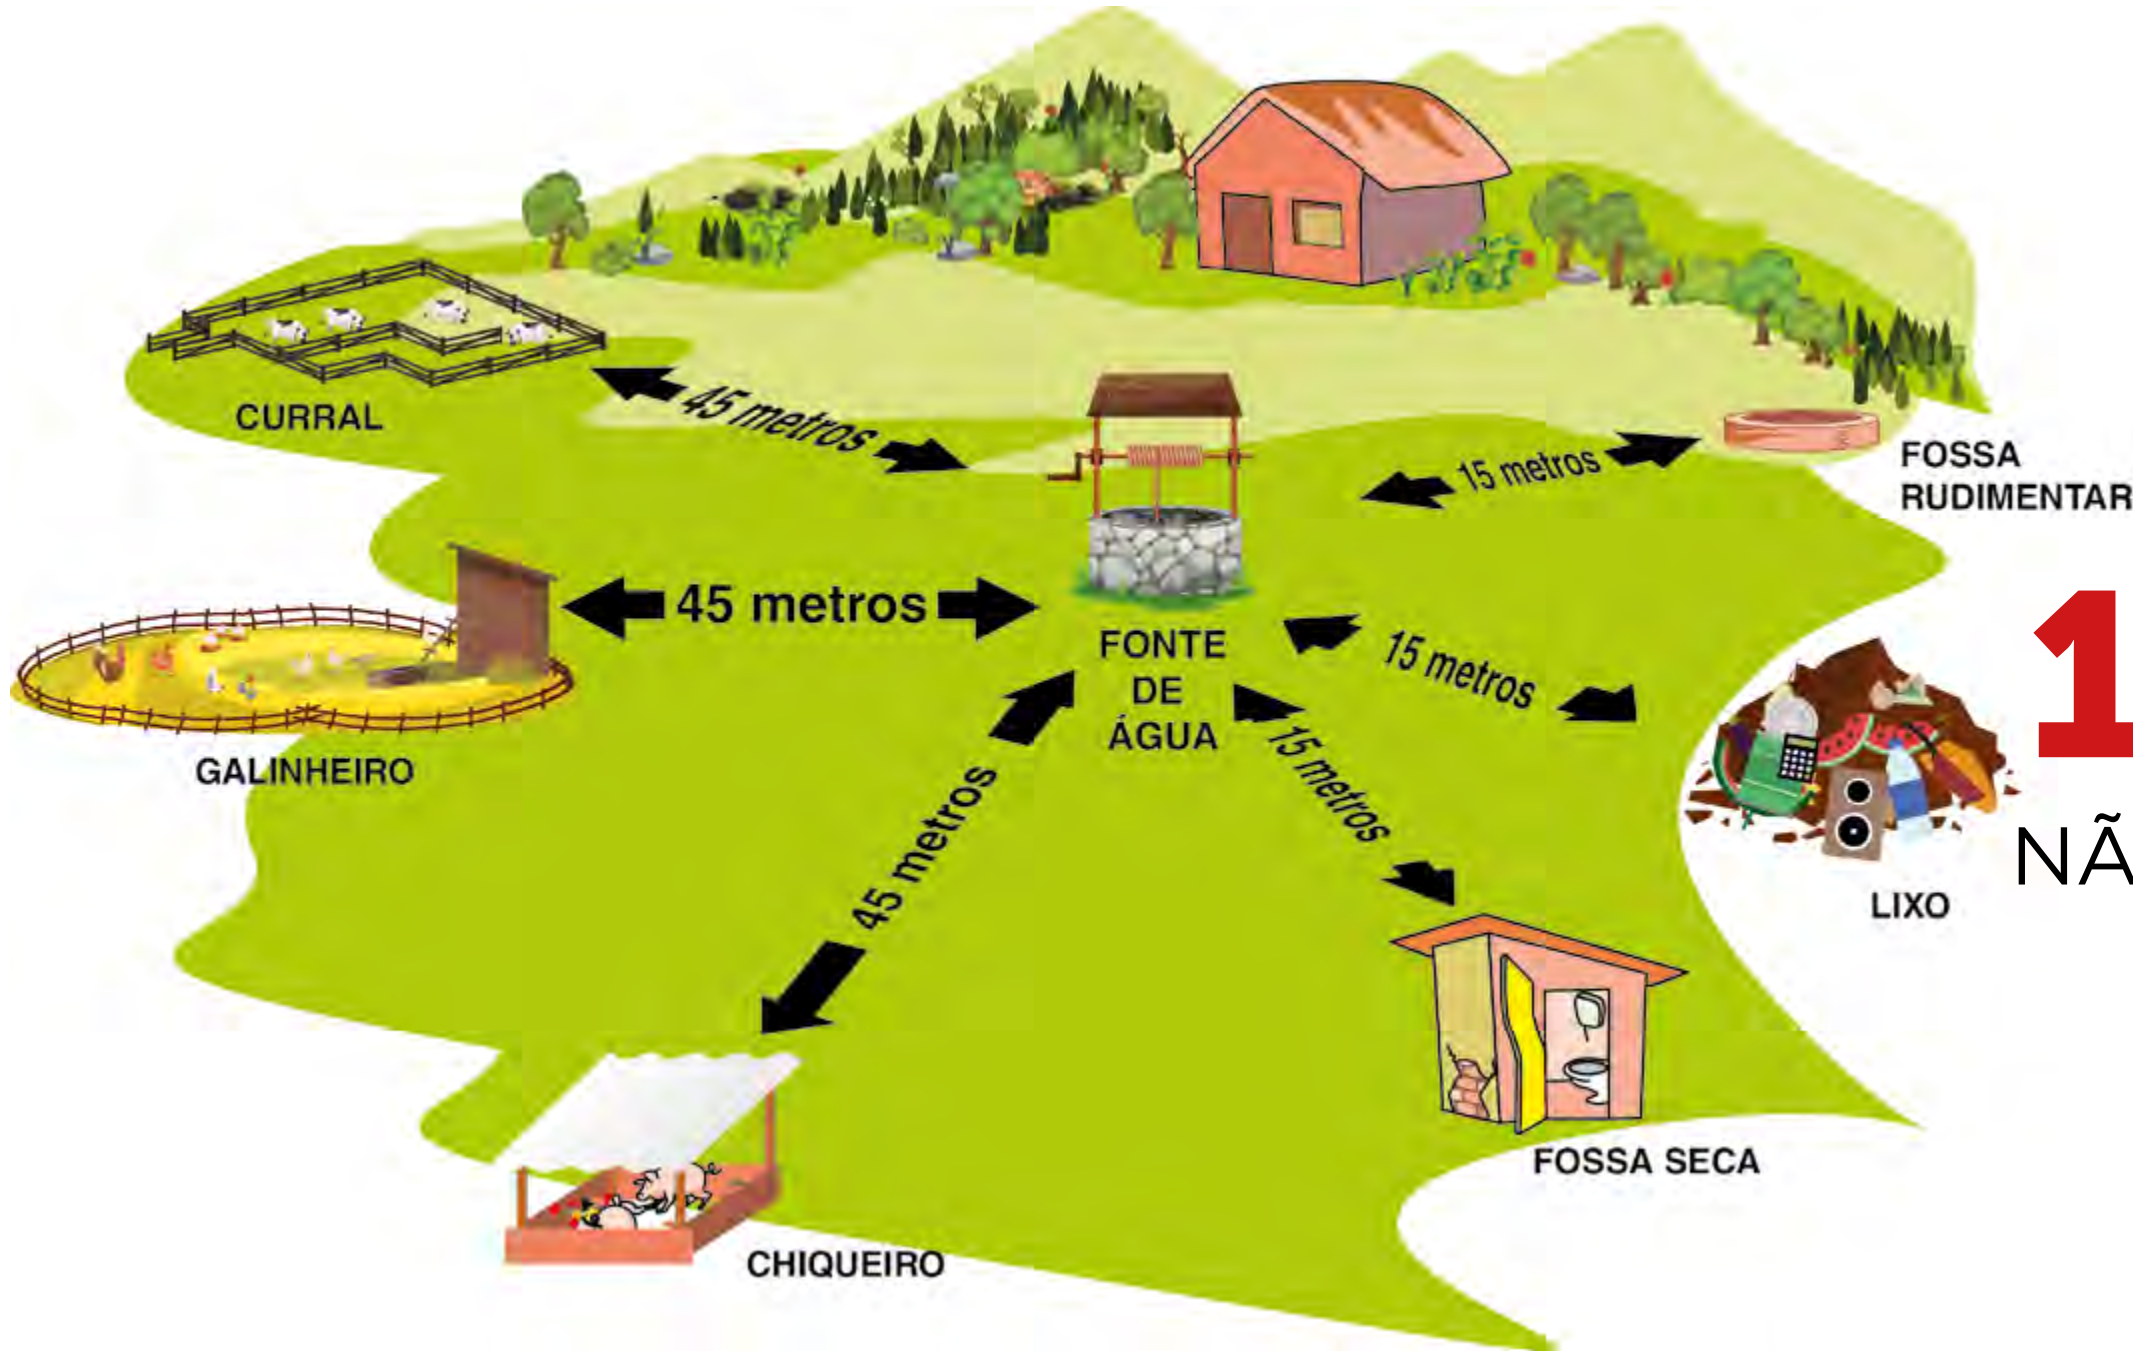 CURRAL
45 metros
15 metros
FOSSA
RUDIMENTAR
45 metros
FONTE
DE
ÁGUA
15 metros
1
NÃ
GALINHEIRO
45 metros
15 metros
LIXO
FOSSA SECA
CHIQUEIRO